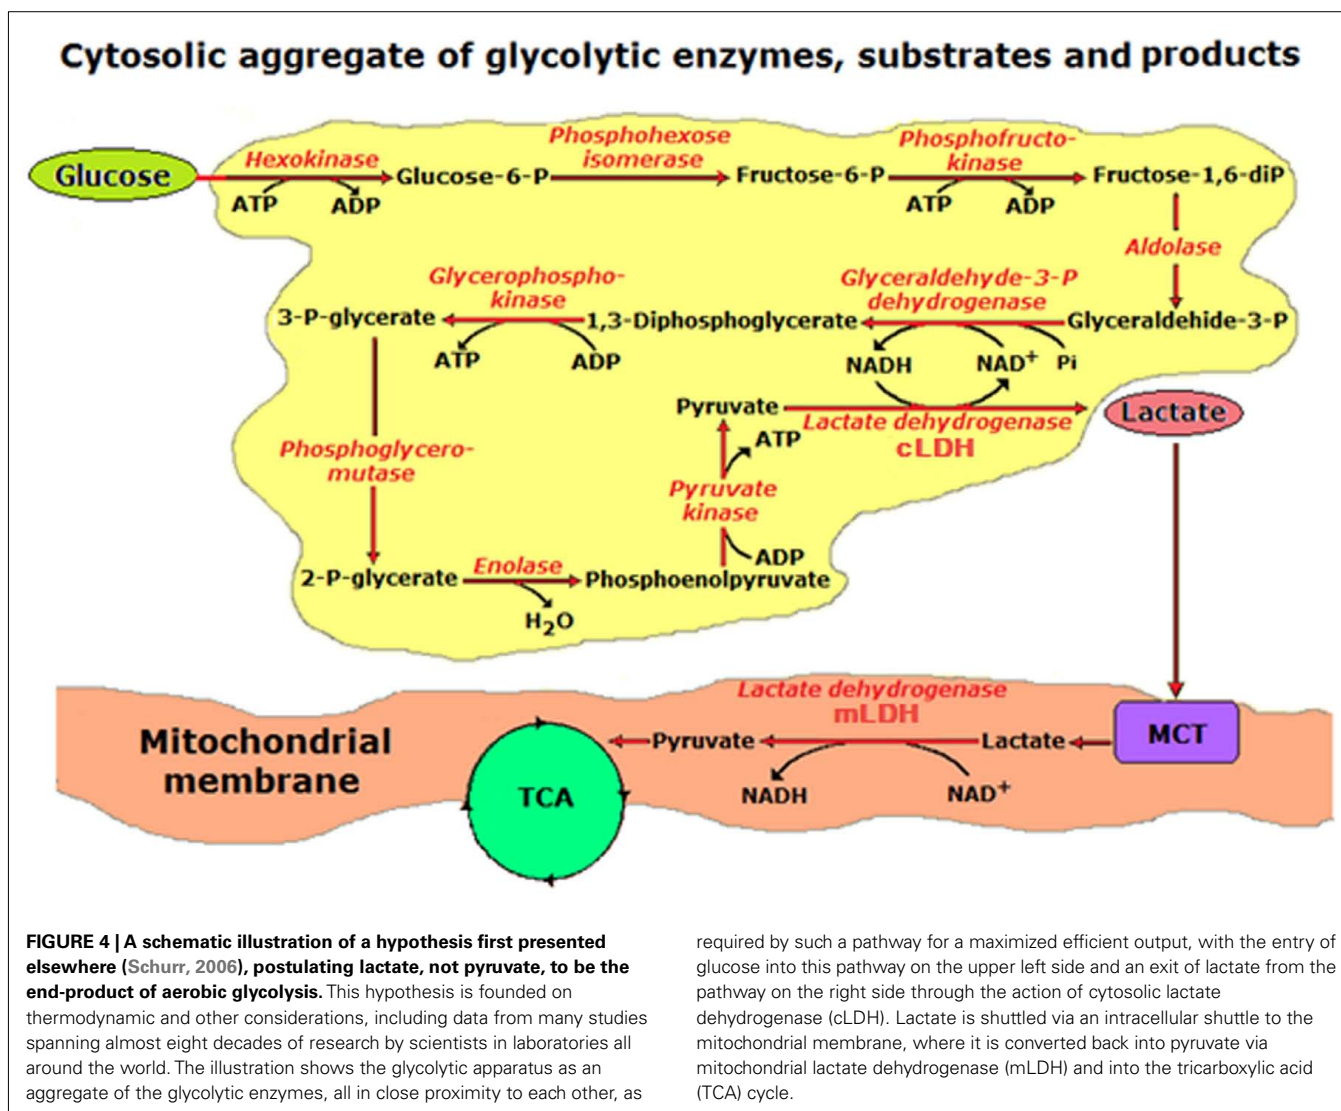 Cytosolic aggregate of glycolytic enzymes, substrates and products
Glucose
Hexokinase
ATP
ADP
Glucose-6-P
Phosphohexose
isomerase
Fructose-6-P
Phosphofructo-
kinase
ATP
ADP
Fructose-1,6-diP
Aldolase
Glyceraldehide-3-P
Glyceraldehyde-3-P
dehydrogenase
NADH
NAD+
Pi
1,3-Diphosphoglycerate
Glycerophospho-
kinase
ATP
ADP
3-P-glycerate
Phosphoglycero-
mutase
2-P-glycerate
Enolase
H2O
Phosphoenolpyruvate
Pyruvate
kinase
ADP
ATP
Pyruvate
Lactate dehydrogenase
cLDH
Lactate
MCT
Lactate
Lactate dehydrogenase
mLDH
NAD+
NADH
Pyruvate
TCA
Mitochondrial
membrane
FIGURE 4 | A schematic illustration of a hypothesis first presented
elsewhere (Schurr, 2006), postulating lactate, not pyruvate, to be the
end-product of aerobic glycolysis. This hypothesis is founded on
thermodynamic and other considerations, including data from many studies
spanning almost eight decades of research by scientists in laboratories all
around the world. The illustration shows the glycolytic apparatus as an
aggregate of the glycolytic enzymes, all in close proximity to each other, as
required by such a pathway for a maximized efficient output, with the entry of
glucose into this pathway on the upper left side and an exit of lactate from the
pathway on the right side through the action of cytosolic lactate
dehydrogenase (cLDH). Lactate is shuttled via an intracellular shuttle to the
mitochondrial membrane, where it is converted back into pyruvate via
mitochondrial lactate dehydrogenase (mLDH) and into the tricarboxylic acid
(TCA) cycle.